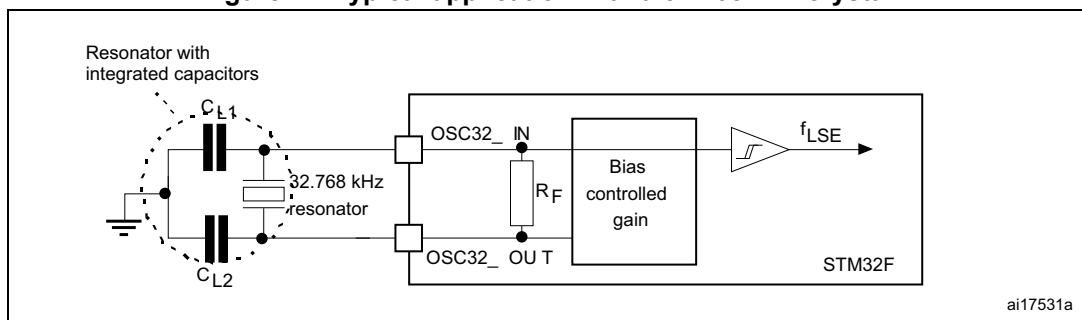 Resonator with
integrated capacitors
CL1
OSC32_ IN
fLSE
32.768 kHz
resonator
RF
Bias
controlled
gain
OSC32_ OU T
STM32F
CL2
ai17531a